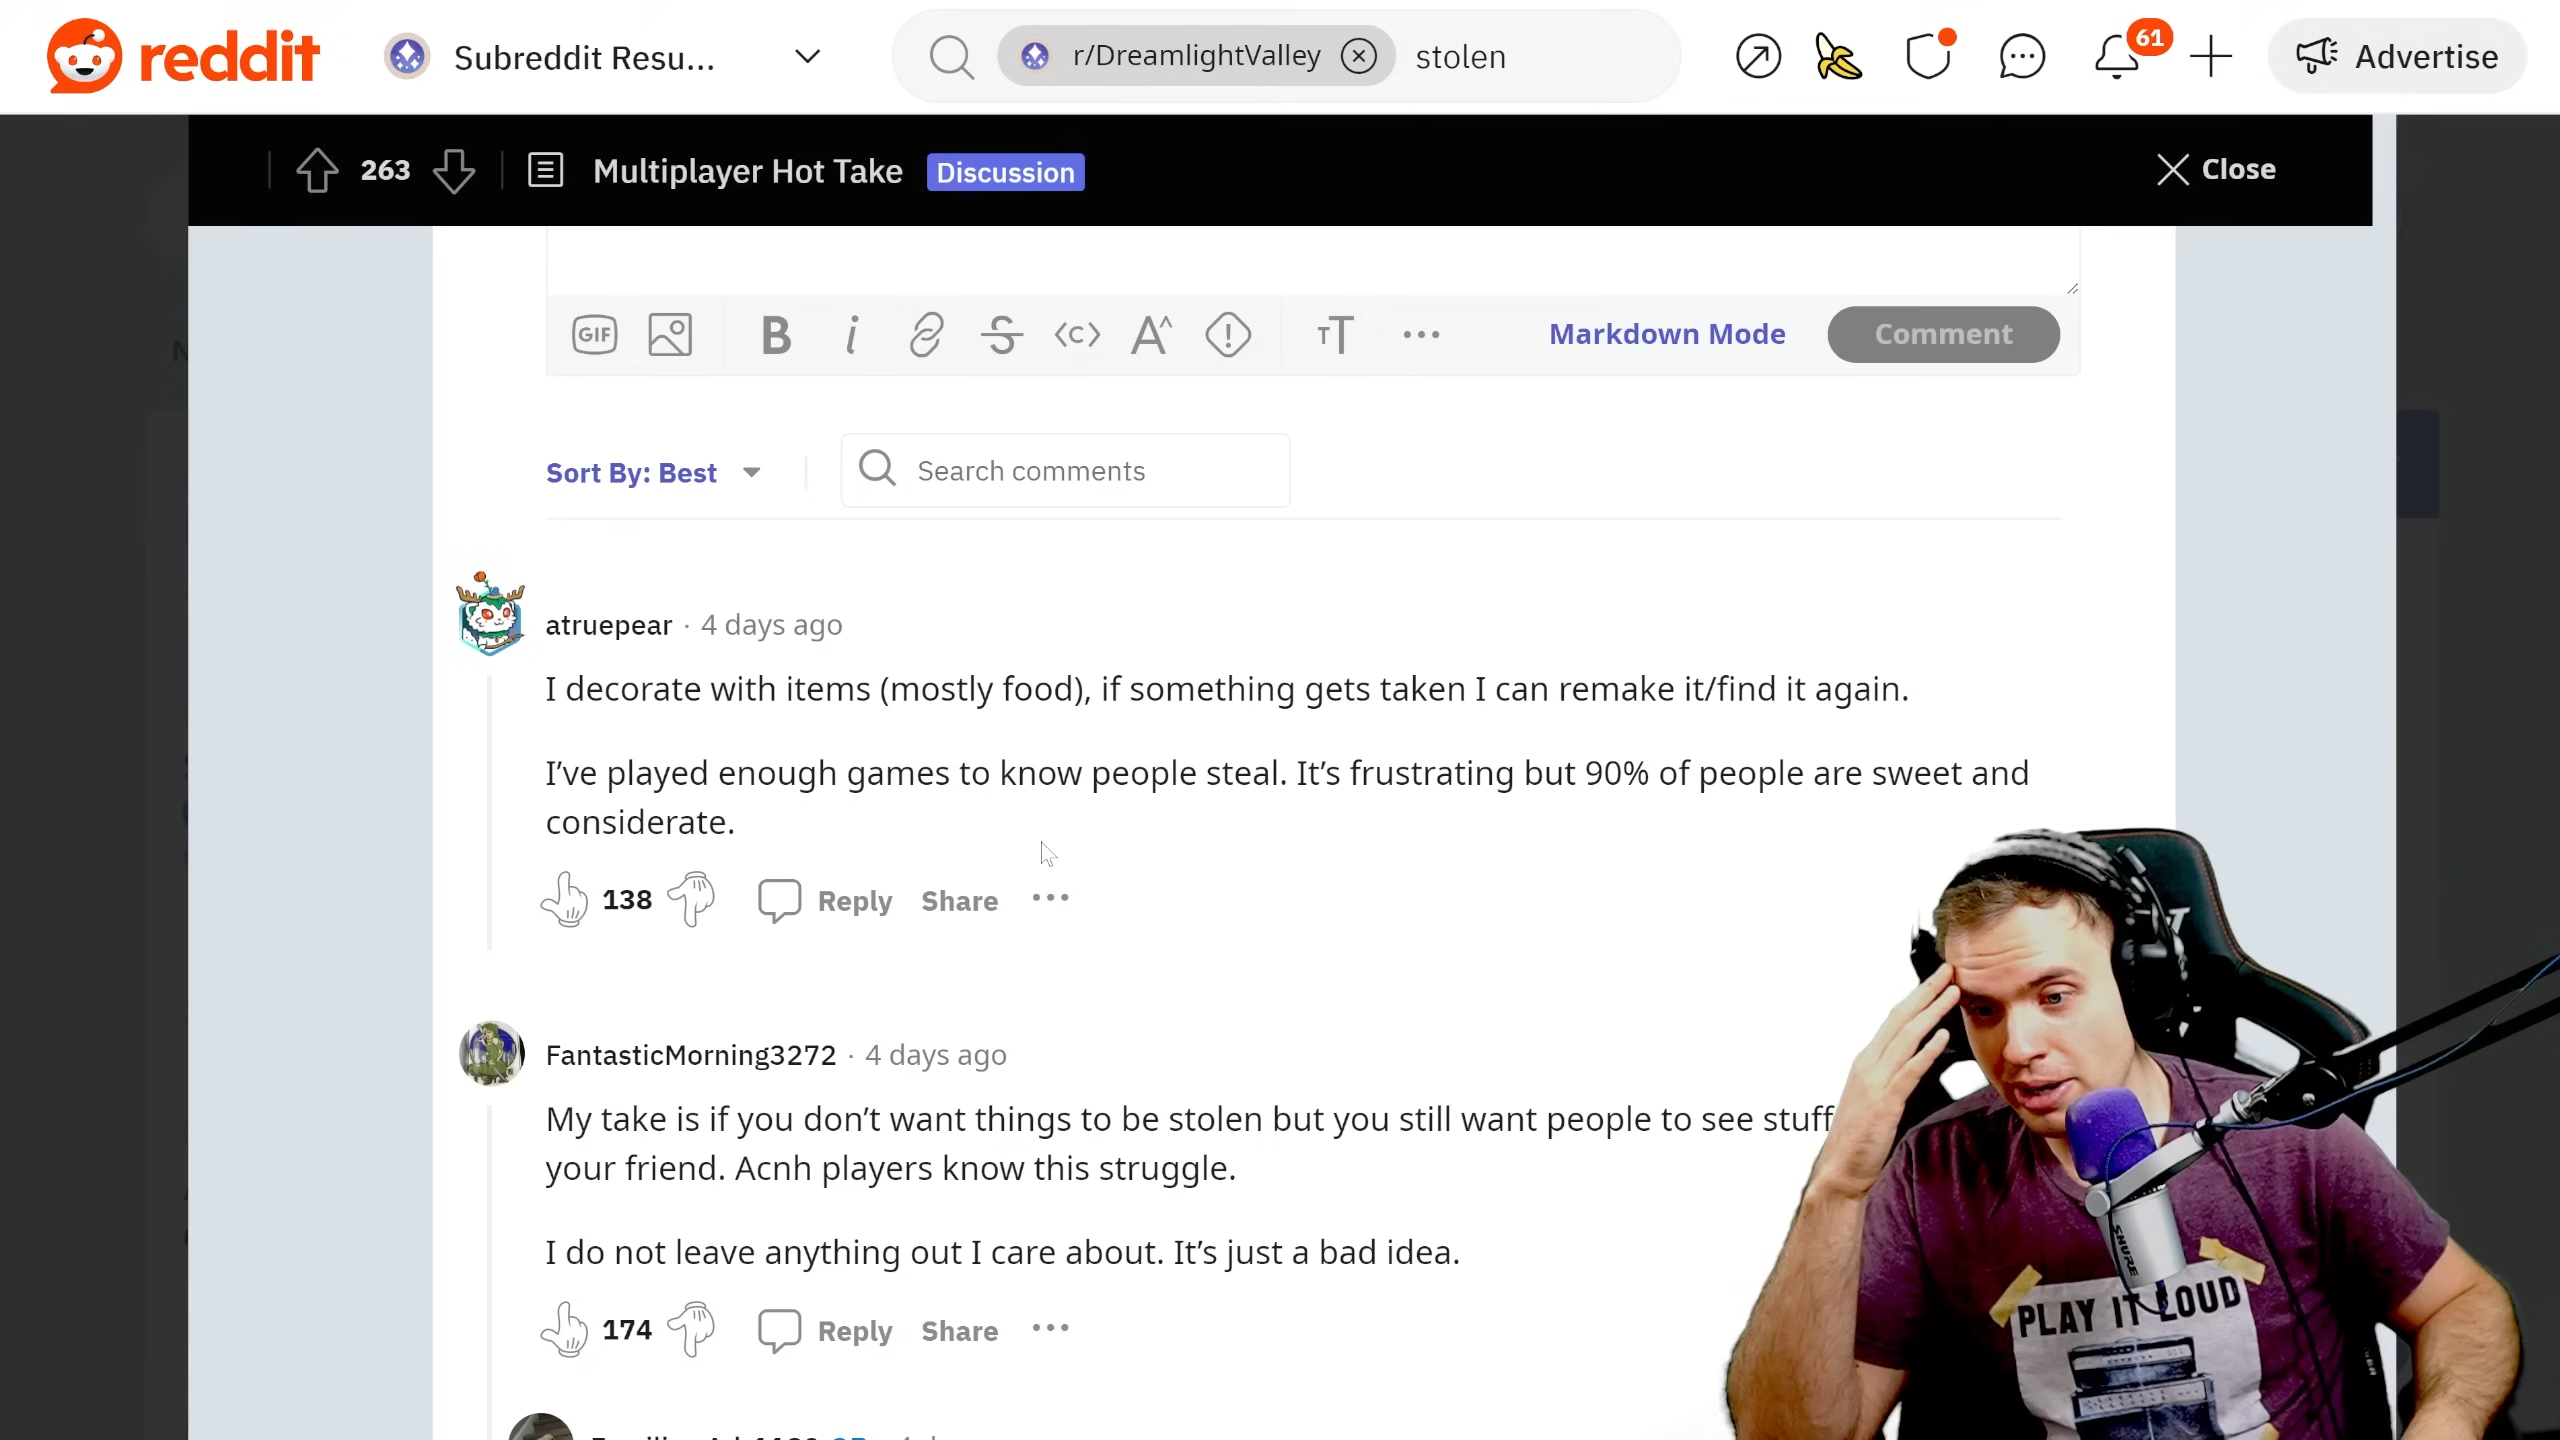 reddit
Subreddit Resu...
r/DreamlightValley
stolen
61
Advertise
263
Multiplayer Hot Take
Discussion
Close
GIF
B
i
Markdown Mode
Comment
Sort By: Best
Search comments
atruepear · 4 days ago
I decorate with items (mostly food), if something gets taken I can remake it/find it again.
I’ve played enough games to know people steal. It’s frustrating but 90% of people are sweet and
considerate.
138
Reply
Share
FantasticMorning3272 · 4 days ago
My take is if you don’t want things to be stolen but you still want people to see stuff
your friend. Acnh players know this struggle.
I do not leave anything out I care about. It’s just a bad idea.
174
Reply
Share
SHURE
PLAY IT LOUD